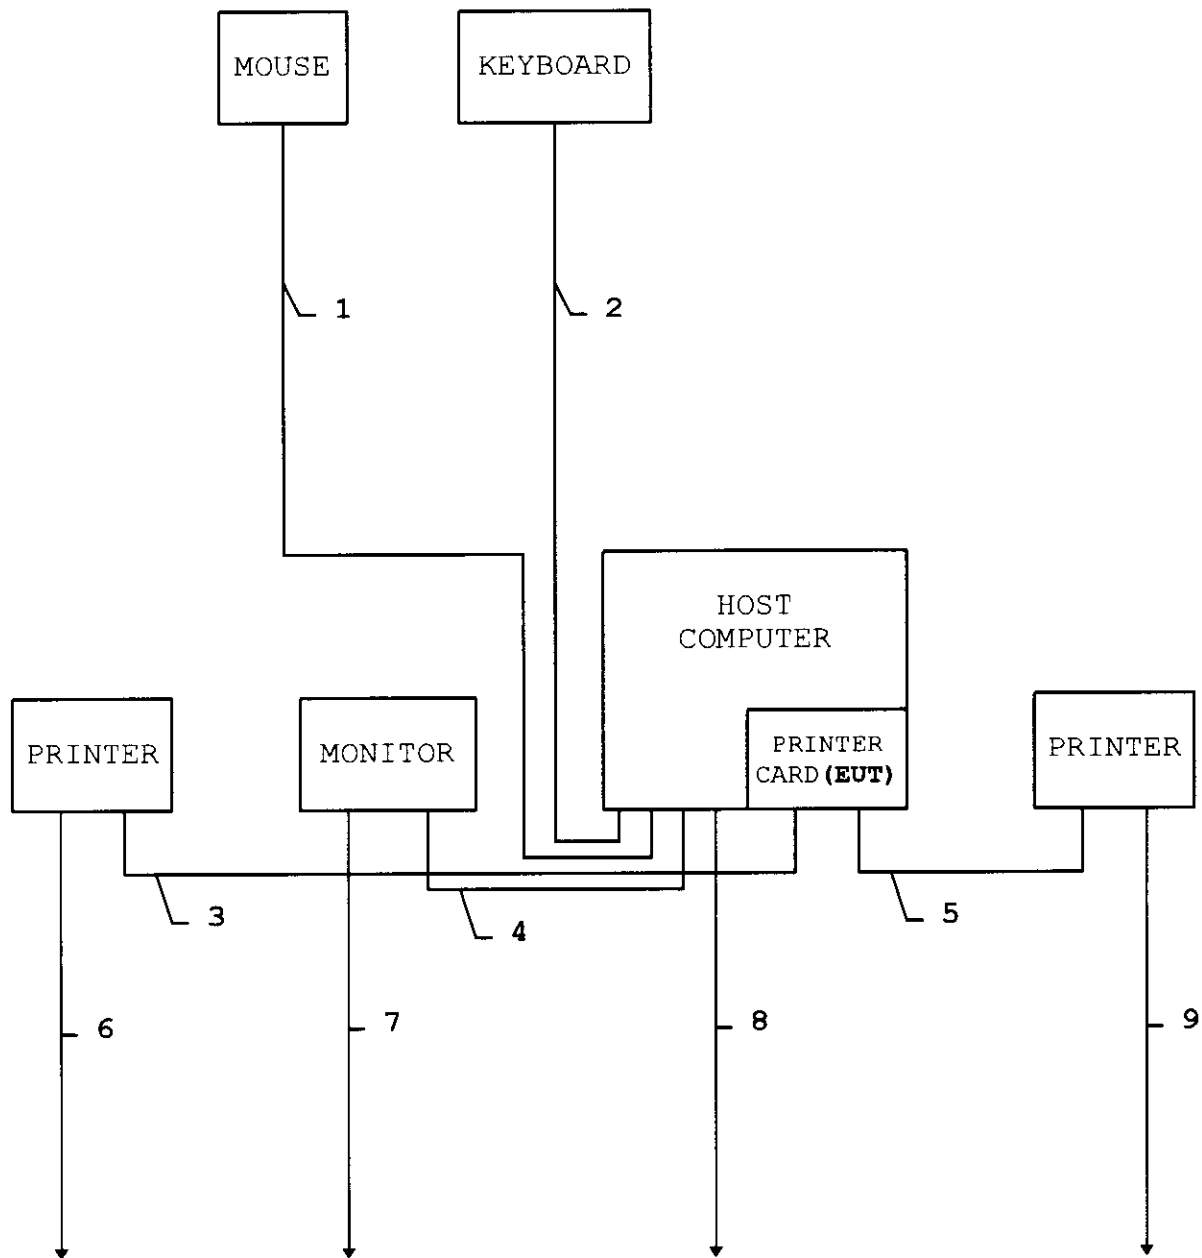 MOUSE
KEYBOARD
1
2
HOST
COMPUTER
PRINTER
MONITOR
PRINTER
CARD(EUT)
PRINTER
3
4
5
6
7
8
9